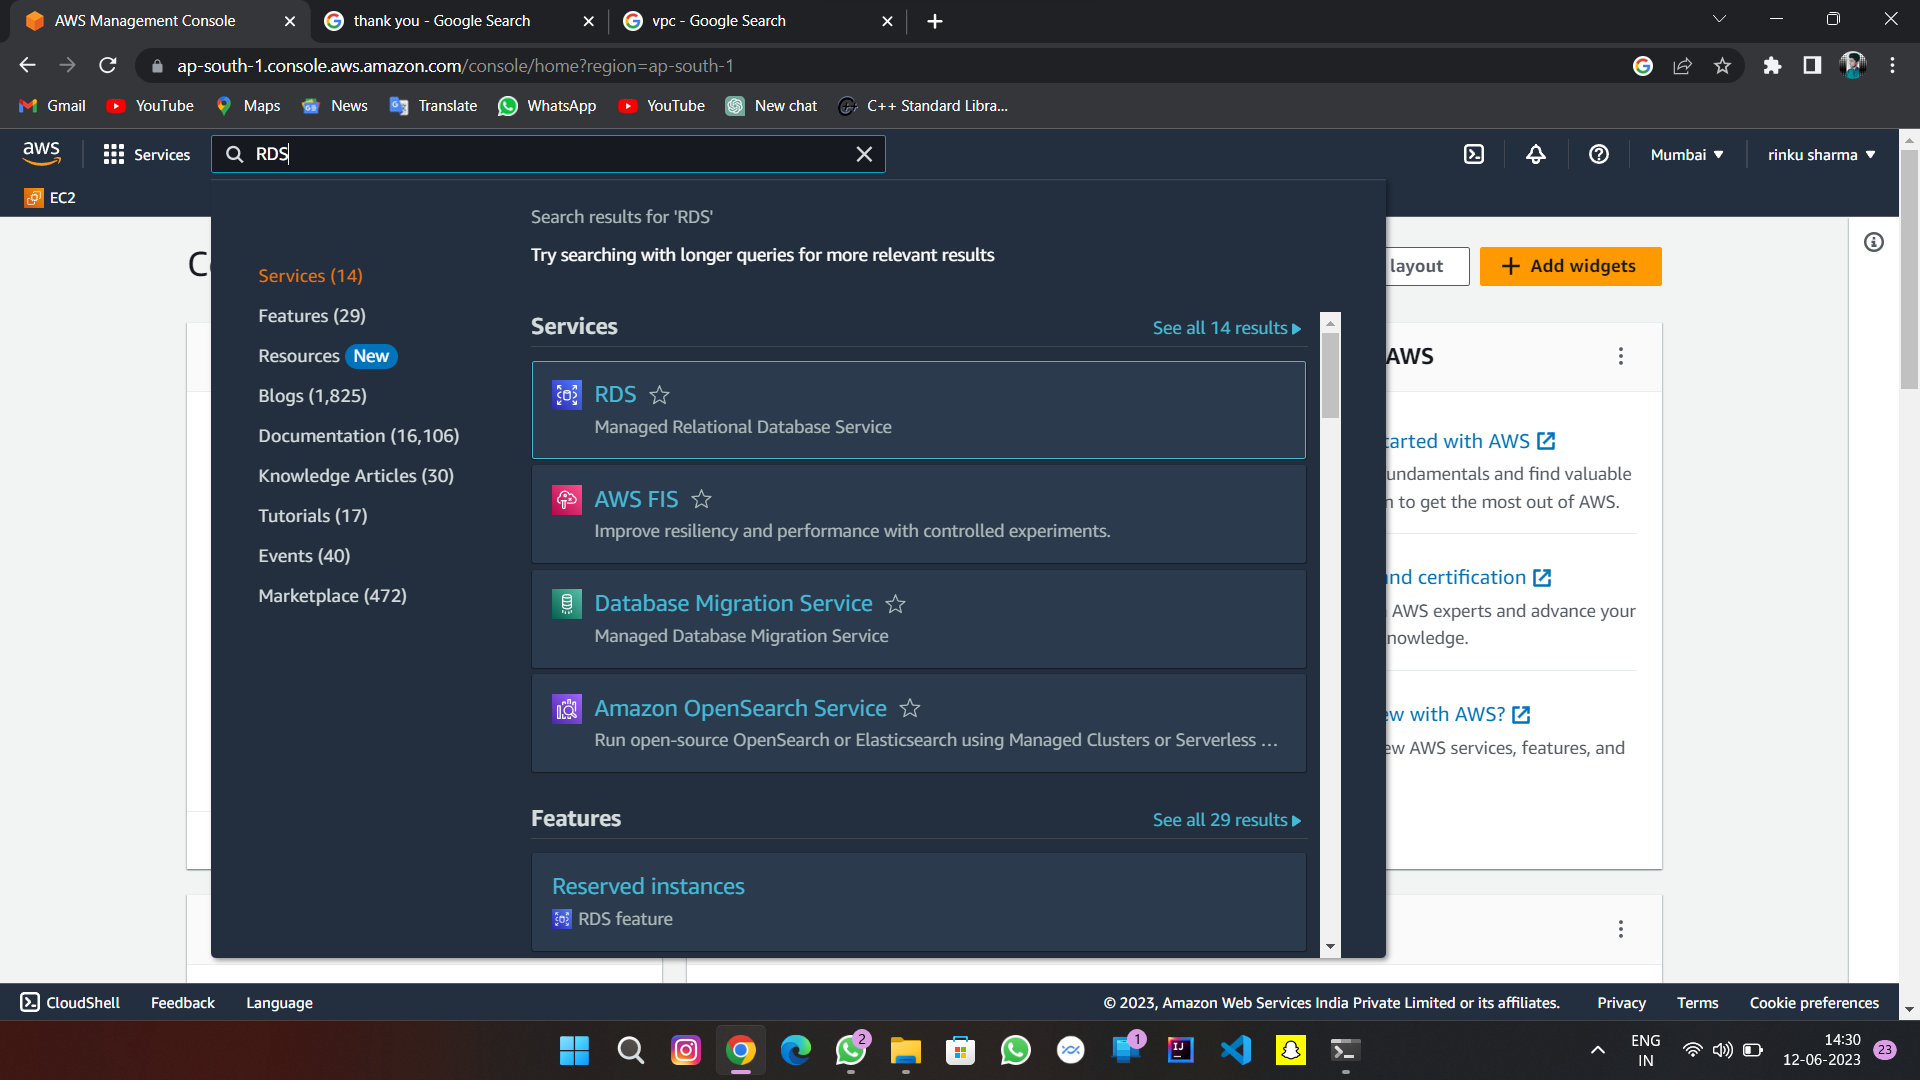 AWS Management Console
thank you - Google Search
vpc - Google Search
ap-south-1.console.aws.amazon.com/console/home?region=ap-south-1
Gmail
YouTube
Maps
News
Translate
WhatsApp
YouTube
New chat
C++ Standard Libra...
aws
Services
RDS
Mumbai
rinku sharma
EC2
Search results for 'RDS'
Try searching with longer queries for more relevant results
layout
Add widgets
Services (14)
Features (29)
Resources New
Blogs (1,825)
Documentation (16,106)
Knowledge Articles (30)
Tutorials (17)
Events (40)
Marketplace (472)
Services
See all 14 results
RDS
Managed Relational Database Service
AWS FIS
Improve resiliency and performance with controlled experiments.
Database Migration Service
Managed Database Migration Service
Amazon OpenSearch Service
Run open-source OpenSearch or Elasticsearch using Managed Clusters or Serverless ...
Features
See all 29 results
Reserved instances
RDS feature
AWS
with AWS
and find valuable
to get the most out of AWS.
certification
AWS experts and advance your
with AWS?
AWS services, features, and
CloudShell
Feedback
Language
© 2023, Amazon Web Services India Private Limited or its affiliates.
Privacy
Terms
Cookie preferences
2
1
IJ
ENG
IN
14:30
12-06-2023
23